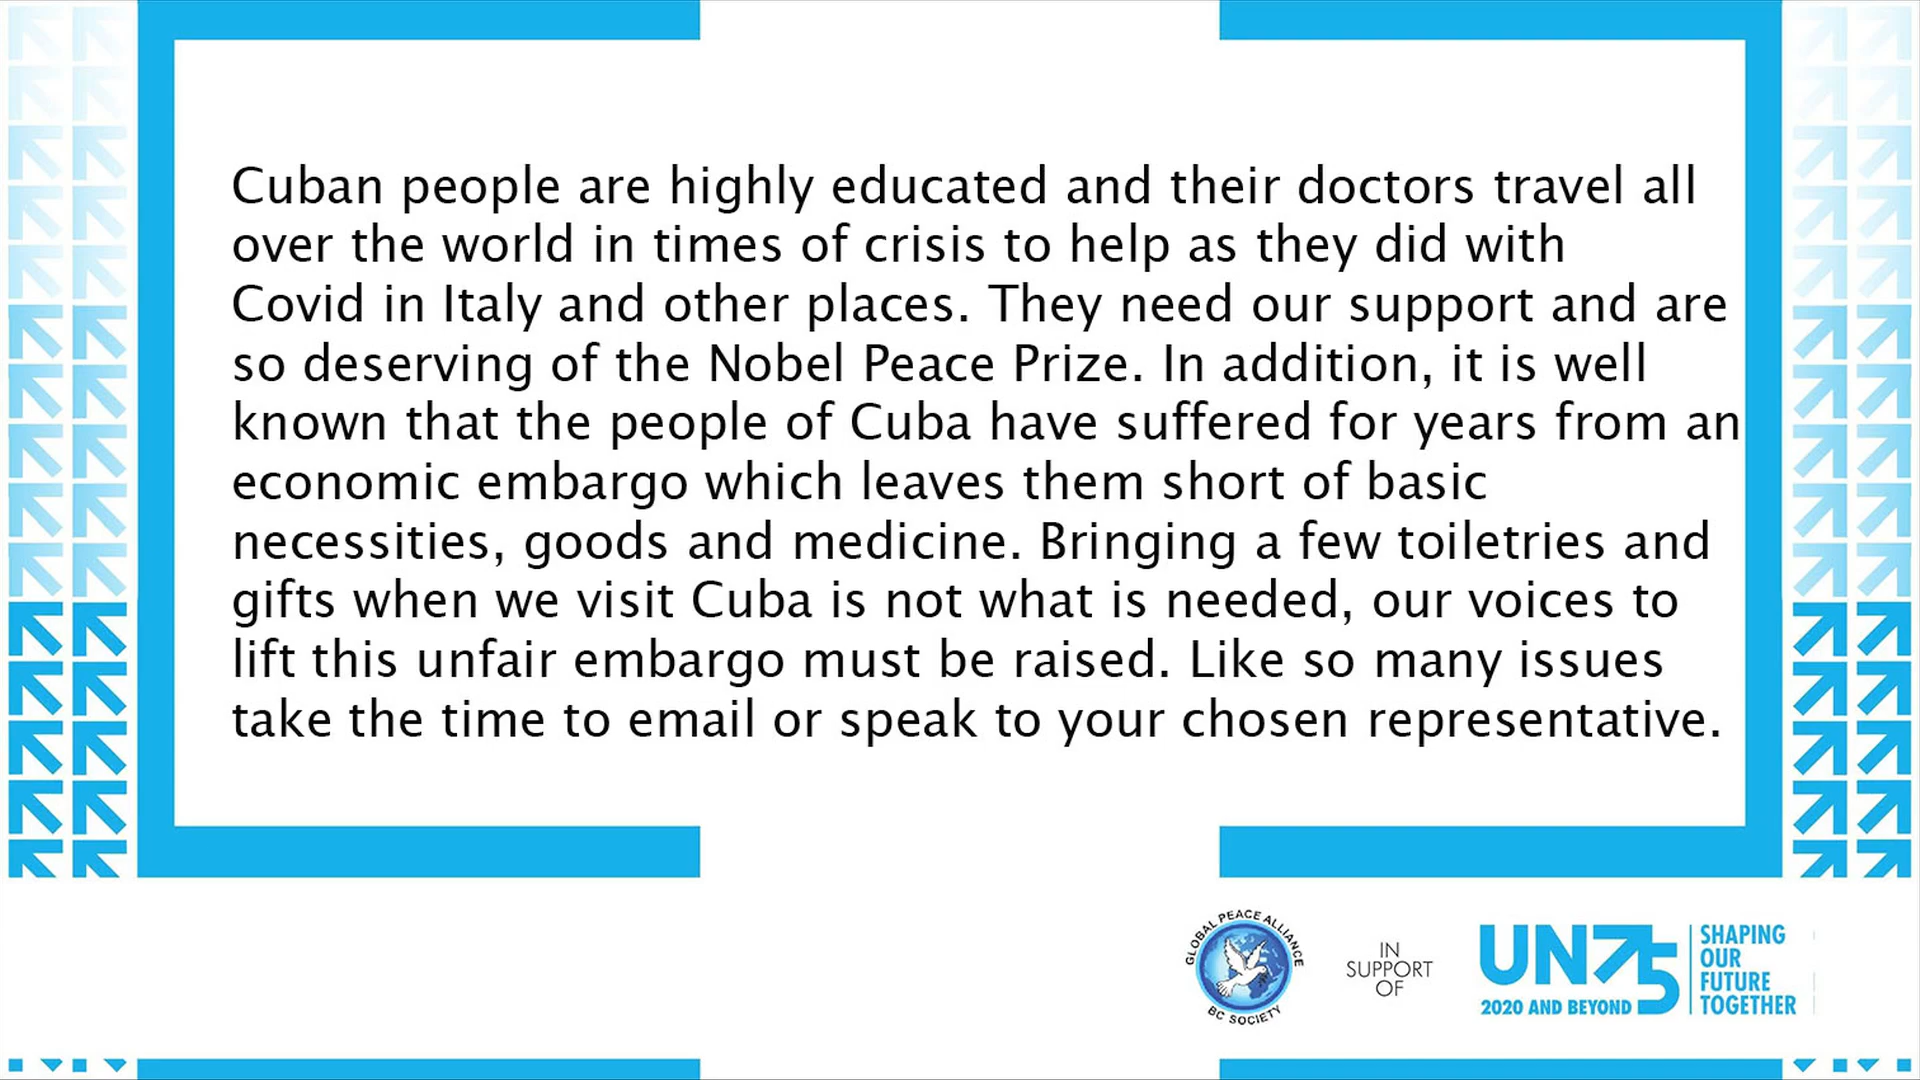 Cuban people are highly educated and their doctors travel all
over the world in times of crisis to help as they did with
Covid in Italy and other places. They need our support and are
so deserving of the Nobel Peace Prize. In addition, it is well
known that the people of Cuba have suffered for years from an
economic embargo which leaves them short of basic
necessities, goods and medicine. Bringing a few toiletries and
gifts when we visit Cuba is not what is needed, our voices to
lift this unfair embargo must be raised. Like so many issues
take the time to email or speak to your chosen representative.
GLOBAL PEACE ALLIANCE
BC SOCIETY
IN
SUPPORT
OF
UN75
2020 AND BEYOND
SHAPING
OUR
FUTURE
TOGETHER